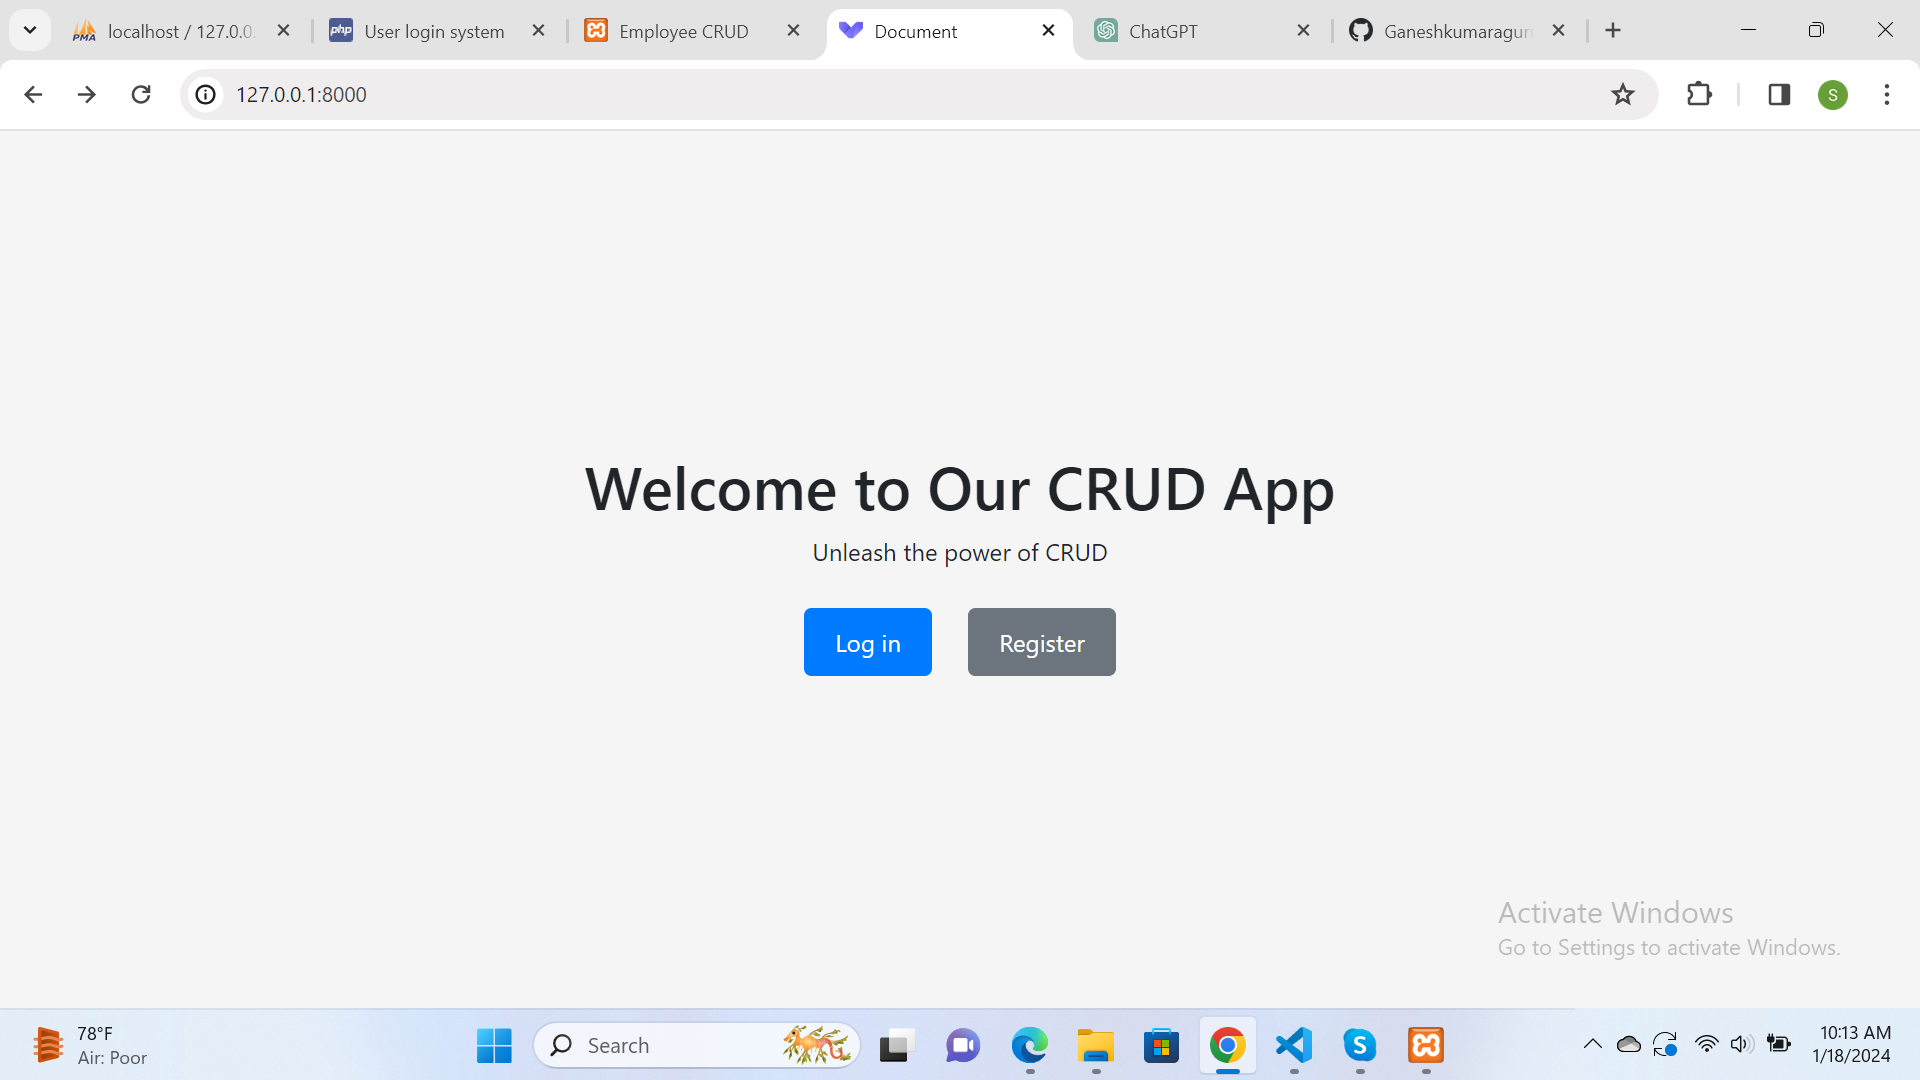 localhost / 127.0.0.
User login system
Employee CRUD
Document
ChatGPT
Ganeshkumaragur
127.0.0.1:8000
S
Welcome to Our CRUD App
Unleash the power of CRUD
Log in
Register
Activate Windows
Go to Settings to activate Windows.
78°F
Air: Poor
Search
10:13 AM
1/18/2024